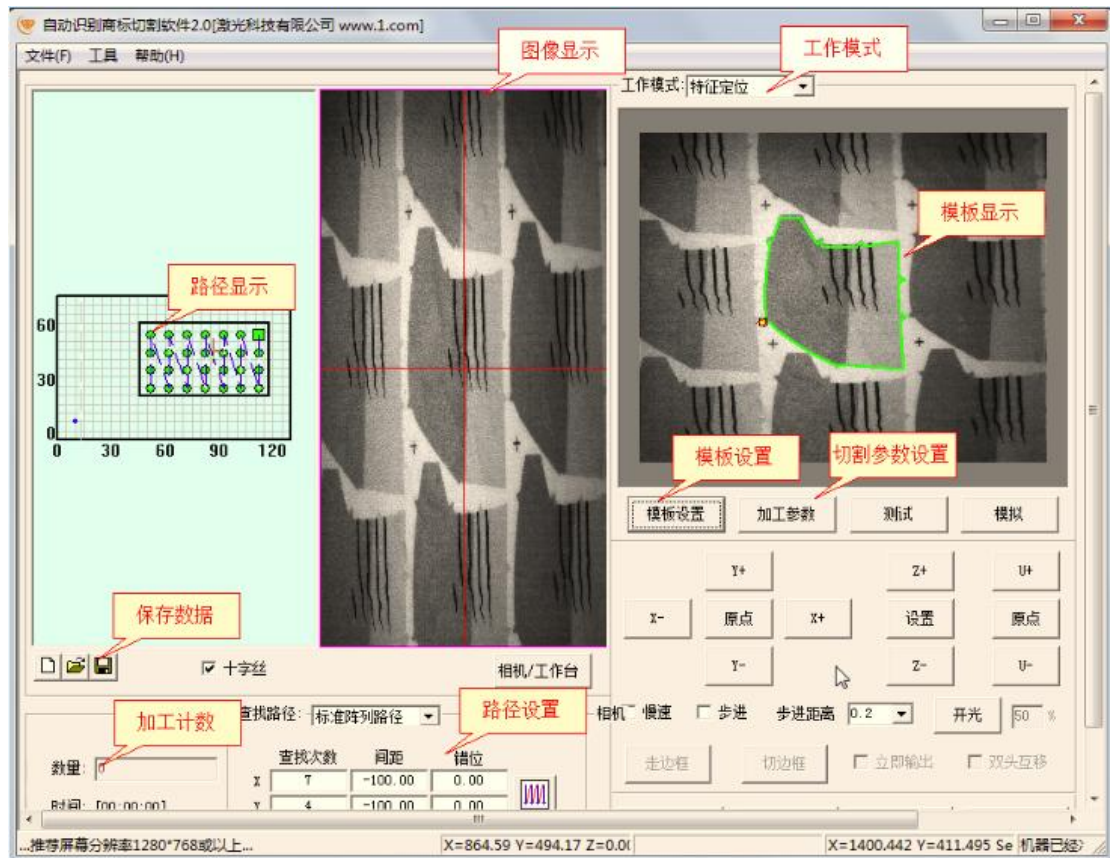 自动识别商标切割软件2.0[激光科技有限公司 www.1.com]
文件(F) 工具 帮助(H)
图像显示
工作模式
工作模式: 特征定位
模板显示
路径显示
60
30
0
0 30 60 90 120
模板设置 切割参数设置
模板设置 加工参数 测试 模拟
Y+ Z+ U+
X- 原点 X+ 设置 原点
Y- Z- U-
保存数据
十字丝 相机/工作台
加工计数
查找路径: 标准阵列路径
路径设置
相机 慢速 步进 步进距离 0.2 开光 50 %
查找次数 间距 错位
数量: 0
X 7 -100.00 0.00
走边框 切边框 立即输出 双头互移
时间: [00:00:00]
Y 4 -100.00 0.00
...推荐屏幕分辨率1280*768或以上... X=864.59 Y=494.17 Z=0.0( X=1400.442 Y=411.495 Se 机器已经